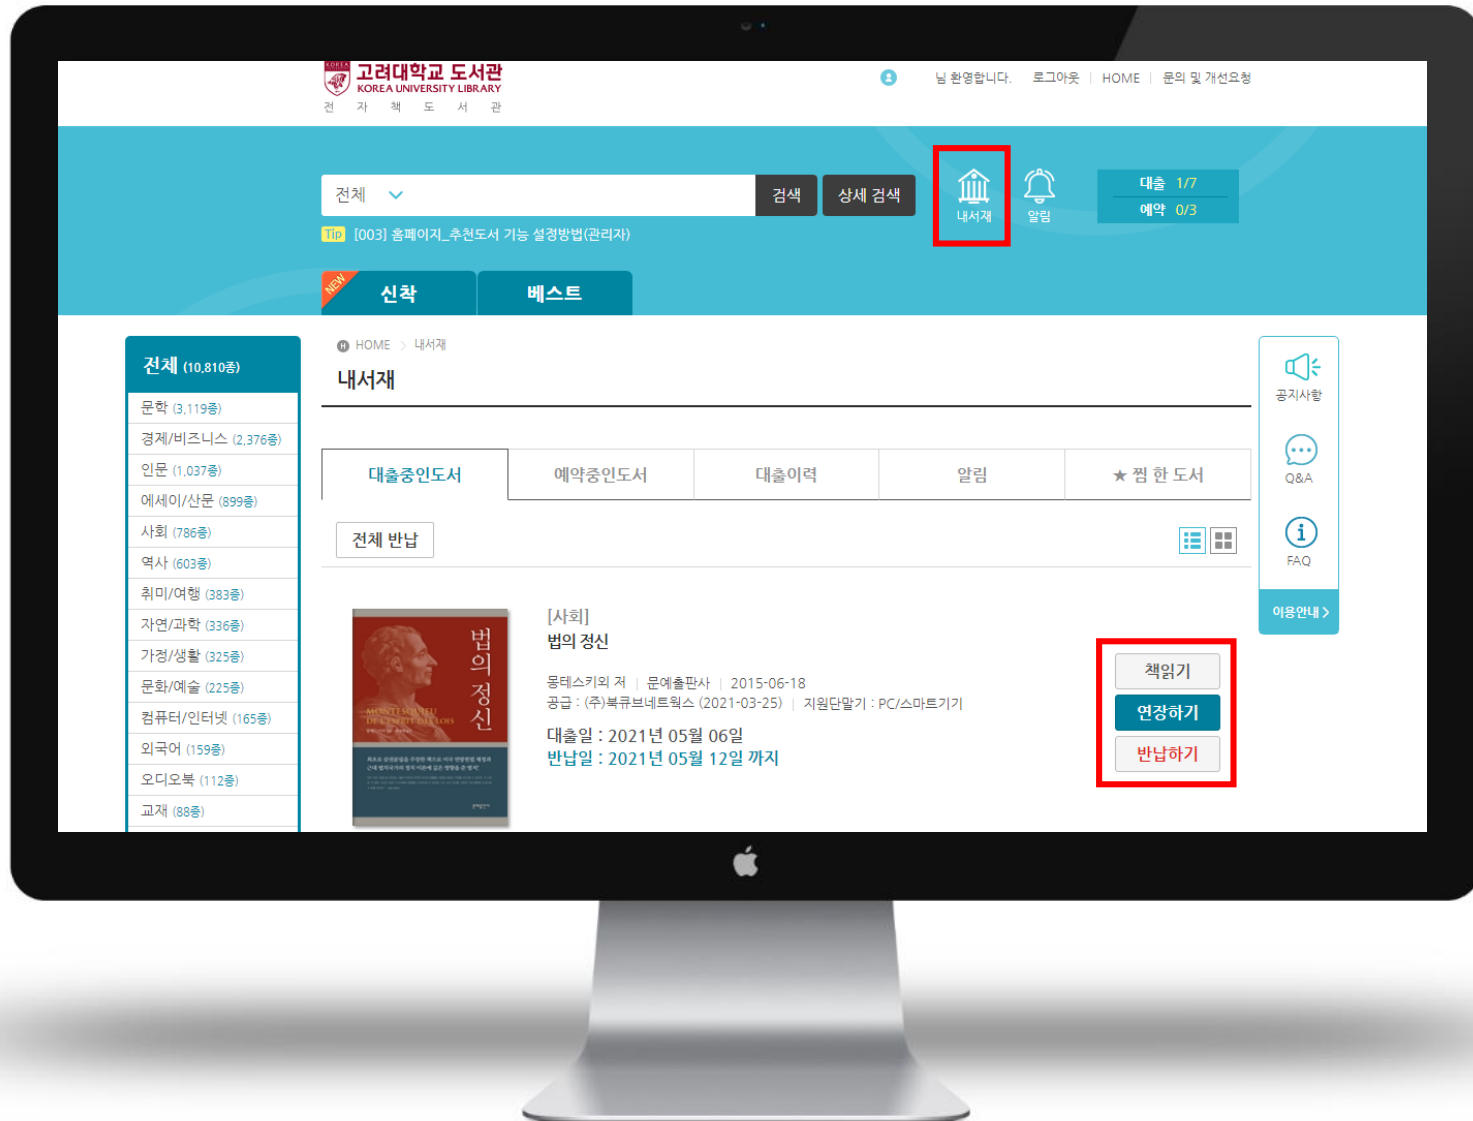 고려대학교 도서관
KOREA UNIVERSITY LIBRARY
전 자 책 도 서 관
님 환영합니다. 로그아웃 HOME 문의 및 개선요청
전체 검색 상세 검색
내서재 알림
대출 1/7
예약 0/3
Tip [003] 홈페이지_추천도서 기능 설정방법(관리자)
NEW 신착 베스트
전체 (10,810종)
문학 (3,119종)
경제/비즈니스 (2,376종)
인문 (1,037종)
에세이/산문 (899종)
사회 (786종)
역사 (603종)
취미/여행 (383종)
자연/과학 (336종)
가정/생활 (325종)
문화/예술 (225종)
컴퓨터/인터넷 (165종)
외국어 (159종)
오디오북 (112종)
교재 (88종)
HOME > 내서재
내서재
대출중인도서 예약중인도서 대출이력 알림 ★ 찜 한 도서
전체 반납
법의 정신
MONTESQUIEU
DE L'ESPRIT DES LOIS
[사회]
법의 정신
몽테스키외 저 | 문예출판사 | 2015-06-18
공급 : (주)북큐브네트웍스 (2021-03-25) | 지원단말기 : PC/스마트기기
대출일 : 2021년 05월 06일
반납일 : 2021년 05월 12일 까지
책읽기
연장하기
반납하기
공지사항
Q&A
FAQ
이용안내 >